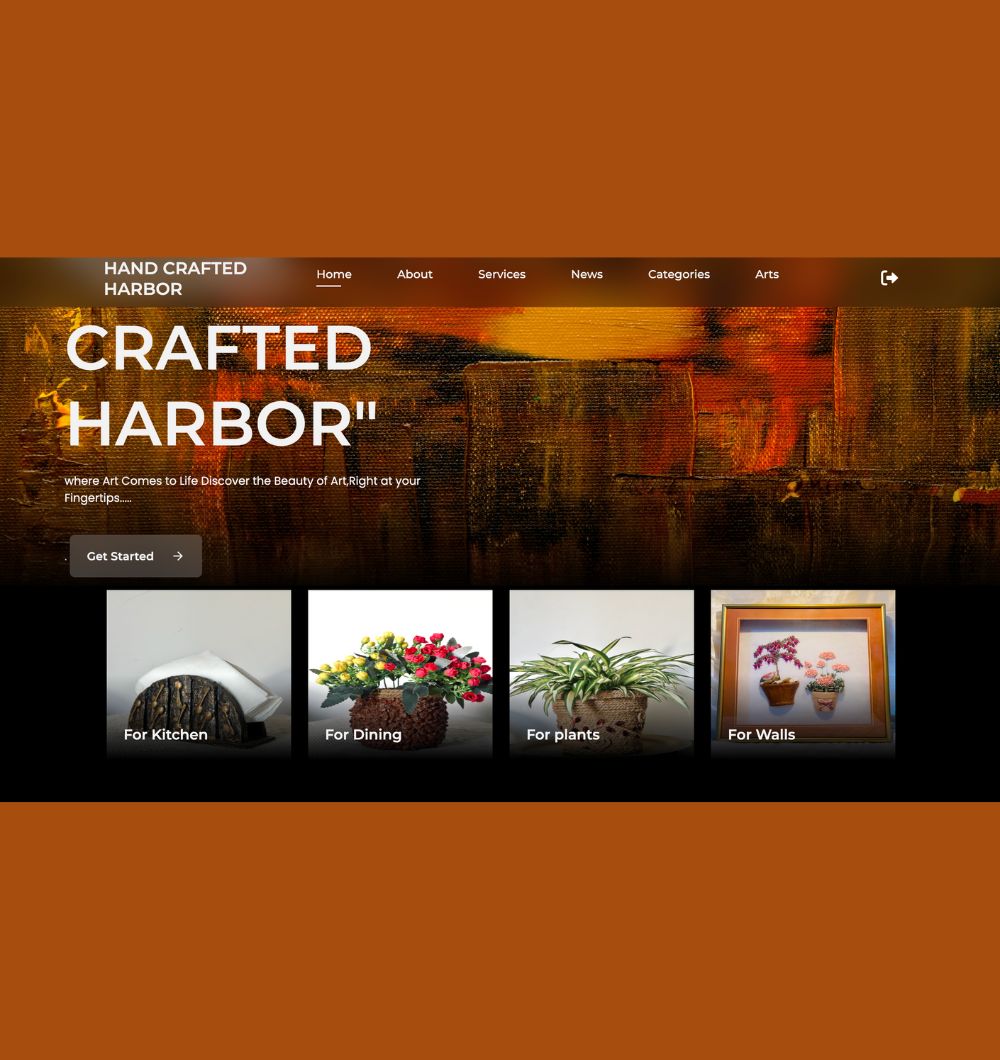 HAND CRAFTED
HARBOR
Home About Services News Categories Arts
CRAFTED
HARBOR"
where Art Comes to Life Discover the Beauty of Art,Right at your
Fingertips.....
. Get Started →
For Kitchen
For Dining
For plants
For Walls